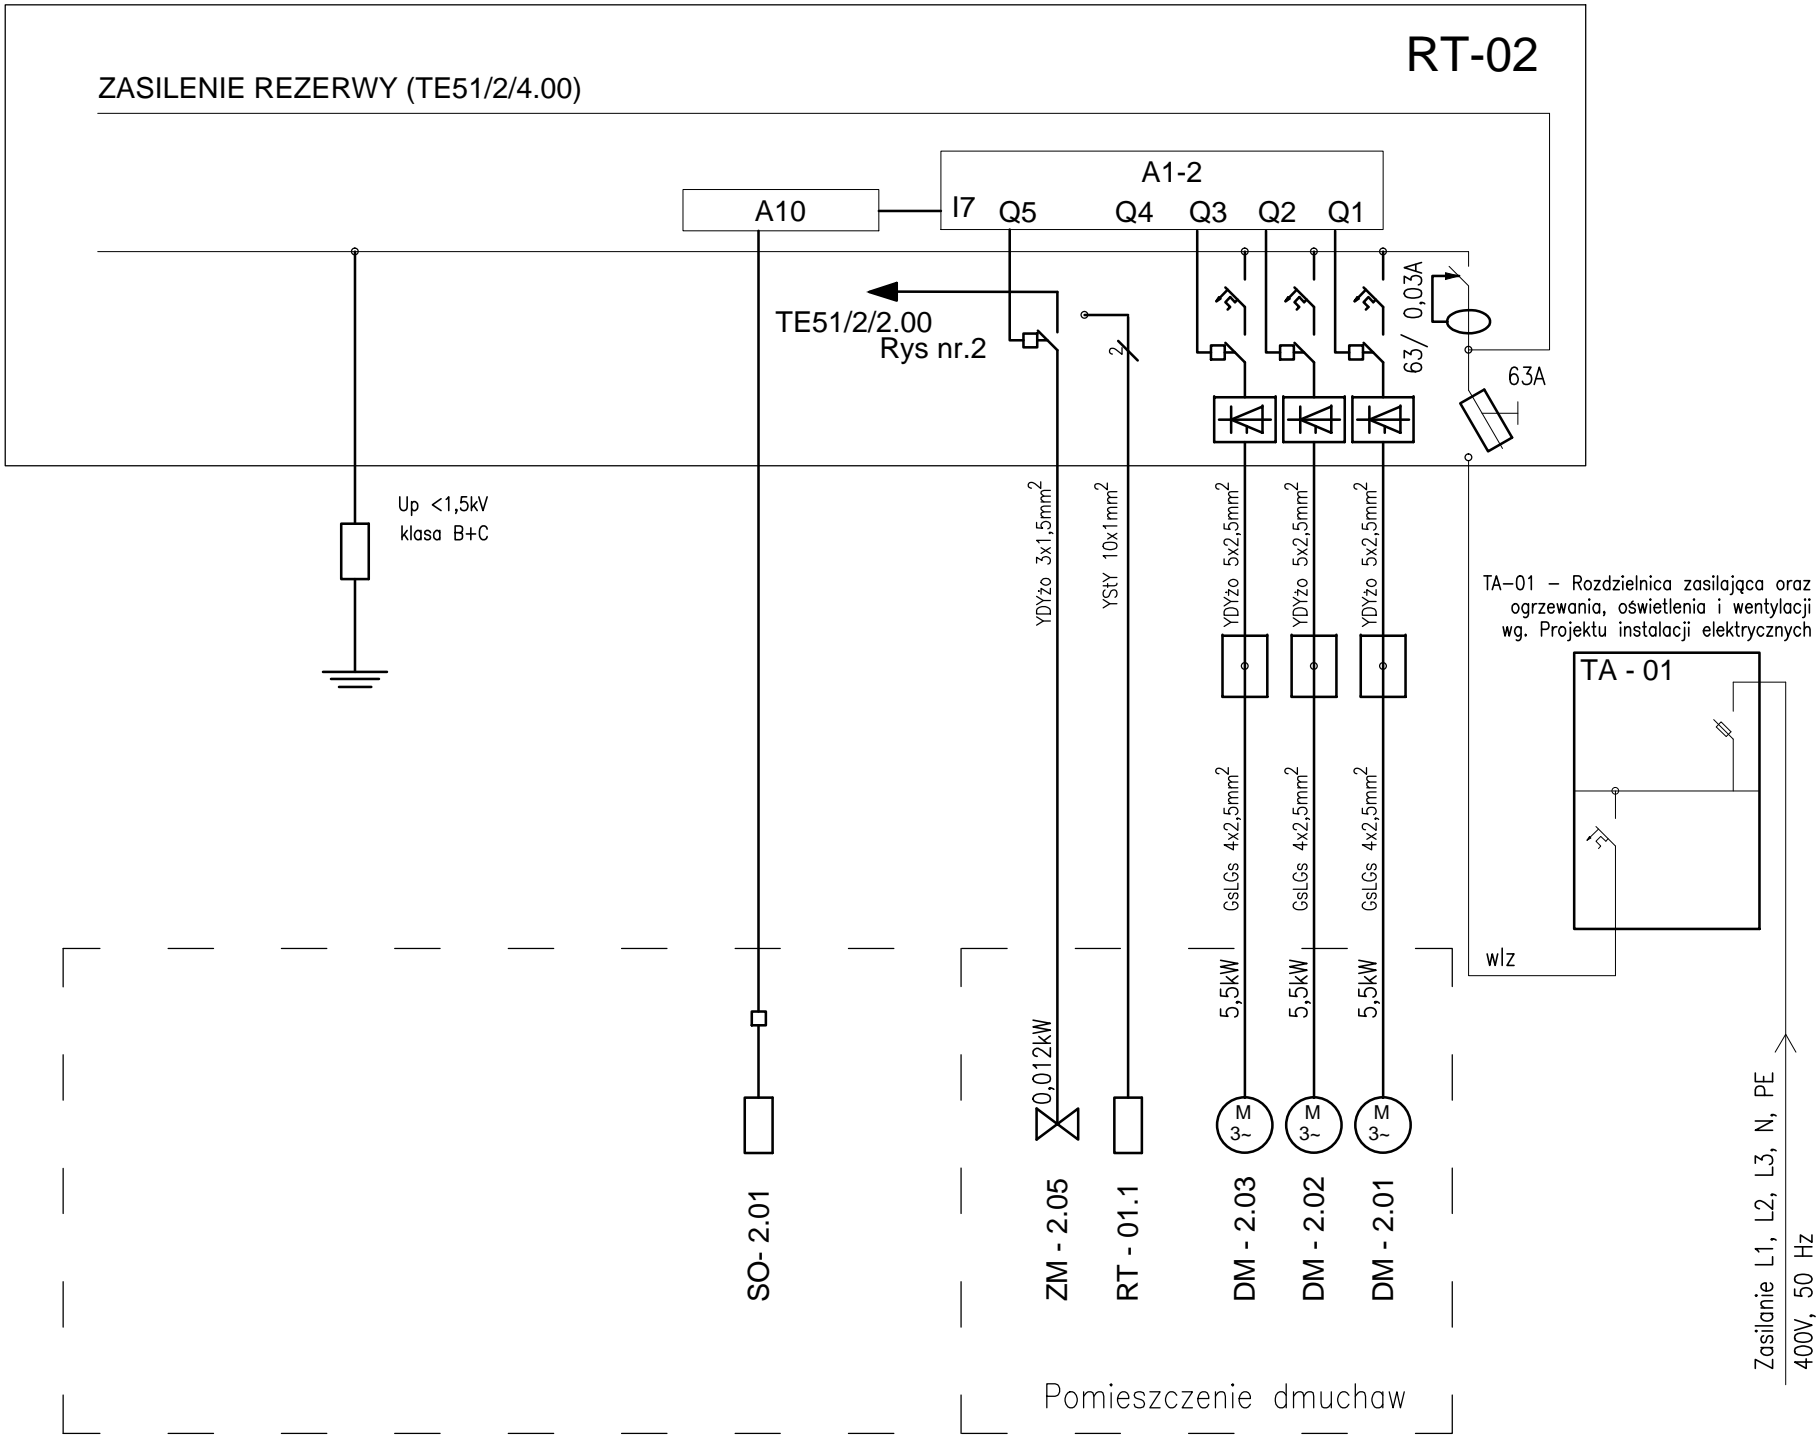 RT-02
ZASILENIE REZERWY (TE51/2/4.00)
A1-2
A10
I7
Q5
Q4
Q3
Q2
Q1
63/ 0,03A
TE51/2/2.00
Rys nr.2
2
63A
Up <1,5kV
klasa B+C
YDYżo 3x1,5mm²
YStY 10x1mm²
YDYżo 5x2,5mm²
YDYżo 5x2,5mm²
YDYżo 5x2,5mm²
TA-01 - Rozdzielnica zasilająca oraz
ogrzewania, oświetlenia i wentylacji
wg. Projektu instalacji elektrycznych
TA - 01
GsLGs 4x2,5mm²
GsLGs 4x2,5mm²
GsLGs 4x2,5mm²
wlz
0,012kW
5,5kW
5,5kW
5,5kW
M
3~
M
3~
M
3~
SO- 2.01
ZM - 2.05
RT - 01.1
DM - 2.03
DM - 2.02
DM - 2.01
Zasilanie L1, L2, L3, N, PE
400V, 50 Hz
Pomieszczenie dmuchaw